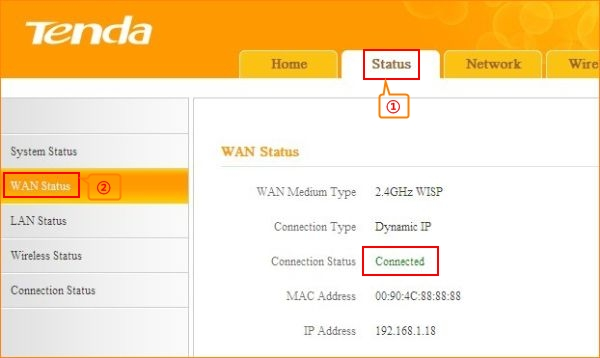 Tenda
Home Status Network Wire
①
System Status
WAN Status ②
LAN Status
Wireless Status
Connection Status
WAN Status
WAN Medium Type 2.4GHz WISP
Connection Type Dynamic IP
Connection Status Connected
MAC Address 00:90:4C:88:88:88
IP Address 192.168.1.18